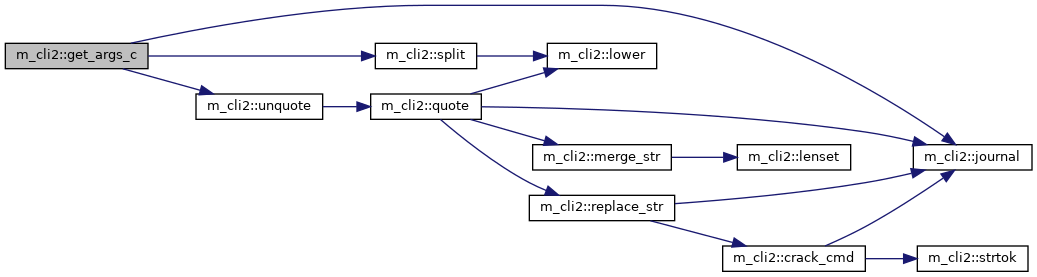 m_cli2::get_args_c
m_cli2::split
m_cli2::lower
m_cli2::unquote
m_cli2::quote
m_cli2::merge_str
m_cli2::lenset
m_cli2::journal
m_cli2::replace_str
m_cli2::crack_cmd
m_cli2::strtok